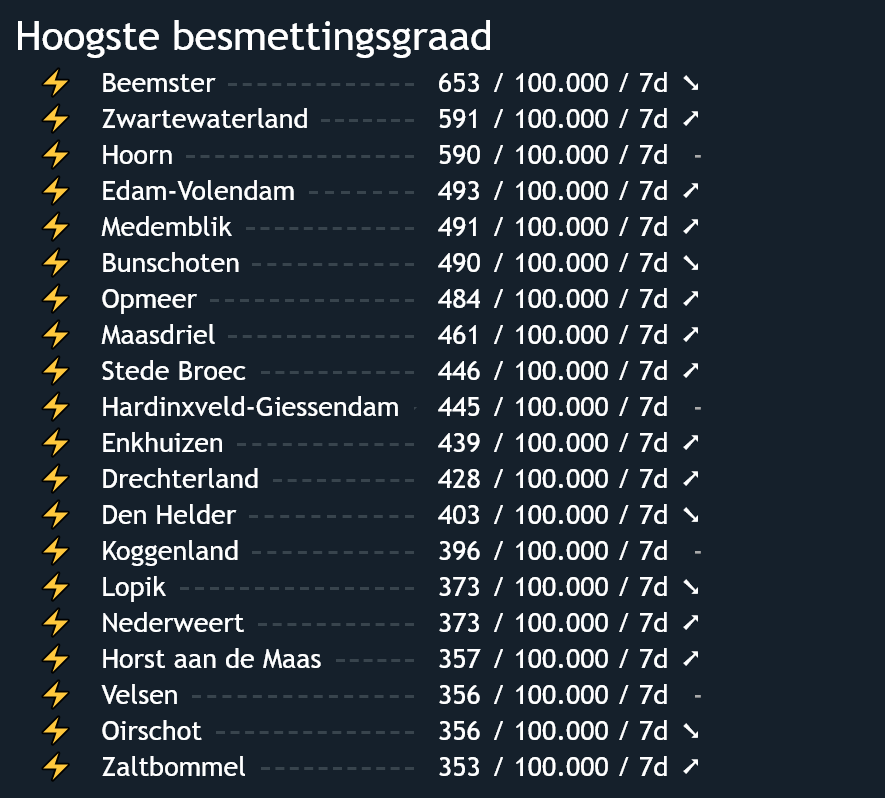 Hoogste besmettingsgraad
⚡ Beemster 653 / 100.000 / 7d ➘
⚡ Zwartewaterland 591 / 100.000 / 7d ➚
⚡ Hoorn 590 / 100.000 / 7d -
⚡ Edam-Volendam 493 / 100.000 / 7d ➚
⚡ Medemblik 491 / 100.000 / 7d ➚
⚡ Bunschoten 490 / 100.000 / 7d ➘
⚡ Opmeer 484 / 100.000 / 7d ➚
⚡ Maasdriel 461 / 100.000 / 7d ➚
⚡ Stede Broec 446 / 100.000 / 7d ➚
⚡ Hardinxveld-Giessendam 445 / 100.000 / 7d -
⚡ Enkhuizen 439 / 100.000 / 7d ➚
⚡ Drechterland 428 / 100.000 / 7d ➚
⚡ Den Helder 403 / 100.000 / 7d ➘
⚡ Koggenland 396 / 100.000 / 7d -
⚡ Lopik 373 / 100.000 / 7d ➘
⚡ Nederweert 373 / 100.000 / 7d ➚
⚡ Horst aan de Maas 357 / 100.000 / 7d ➚
⚡ Velsen 356 / 100.000 / 7d -
⚡ Oirschot 356 / 100.000 / 7d ➘
⚡ Zaltbommel 353 / 100.000 / 7d ➚